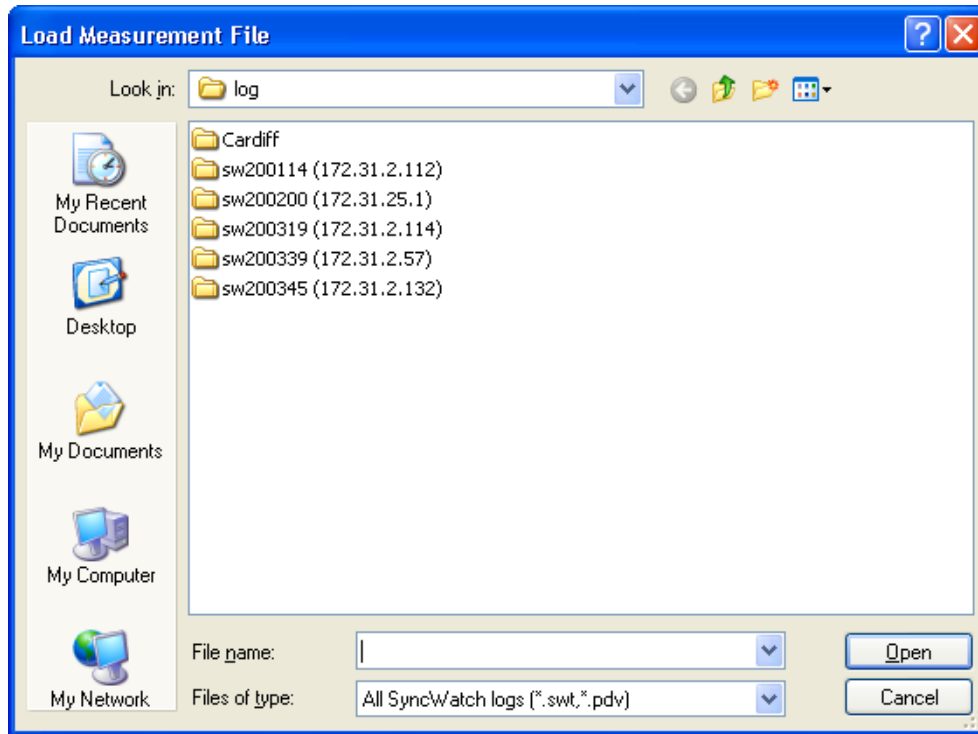 Load Measurement File
Look in: log
Cardiff
sw200114 (172.31.2.112)
sw200200 (172.31.25.1)
sw200319 (172.31.2.114)
sw200339 (172.31.2.57)
sw200345 (172.31.2.132)
My Recent
Documents
Desktop
My Documents
My Computer
My Network
File name:
Open
Files of type: All SyncWatch logs (*.swt,*.pdv)
Cancel